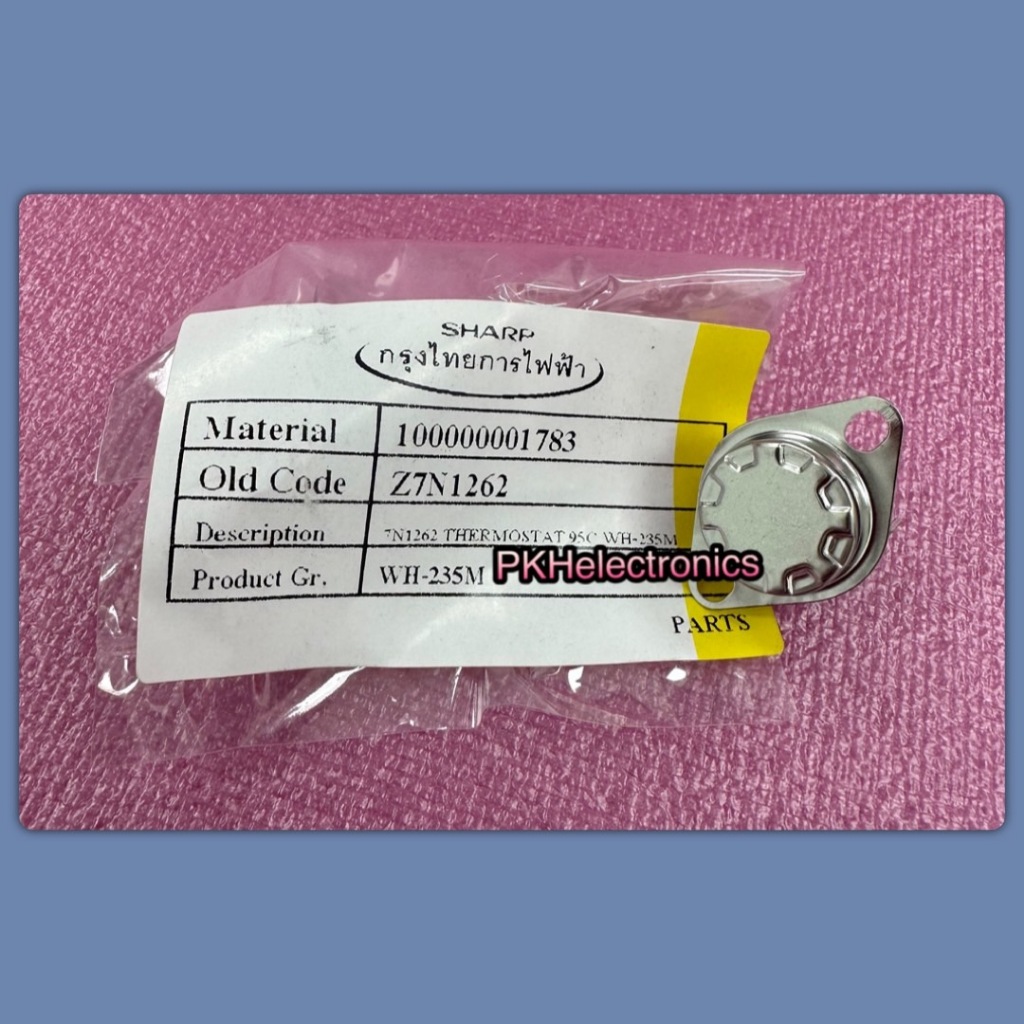 SHARP
กรุงไทยการไฟฟ้า
Material 100000001783
Old Code Z7N1262
Description 7N1262 THERMOSTAT 95C WH-235M
Product Gr. WH-235M
PKHelectronics
PARTS